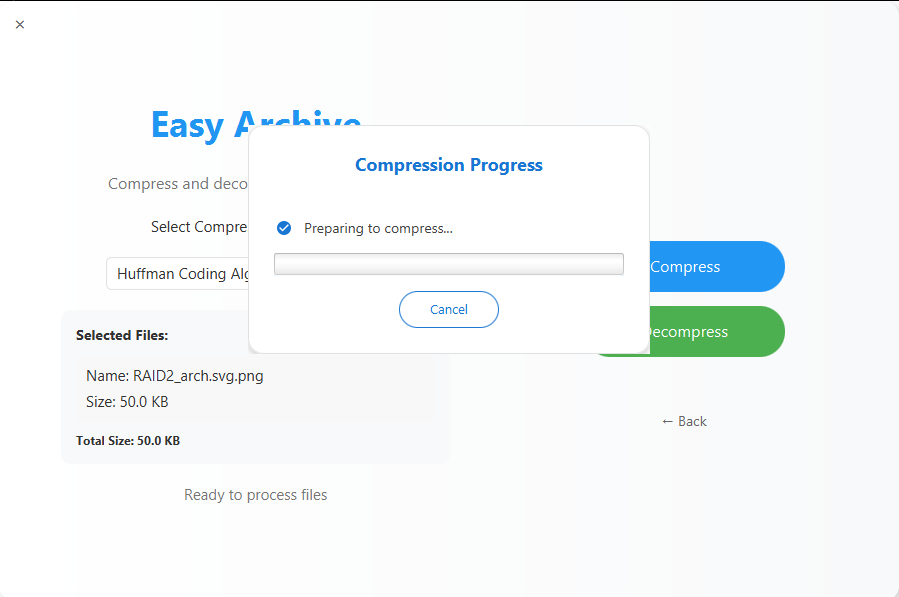 ×
Easy Archive
Compress and deco
Select Compre
Huffman Coding Alg
Selected Files:
Name: RAID2_arch.svg.png
Size: 50.0 KB
Total Size: 50.0 KB
Ready to process files
Compression Progress
Preparing to compress...
Cancel
Compress
ecompress
← Back